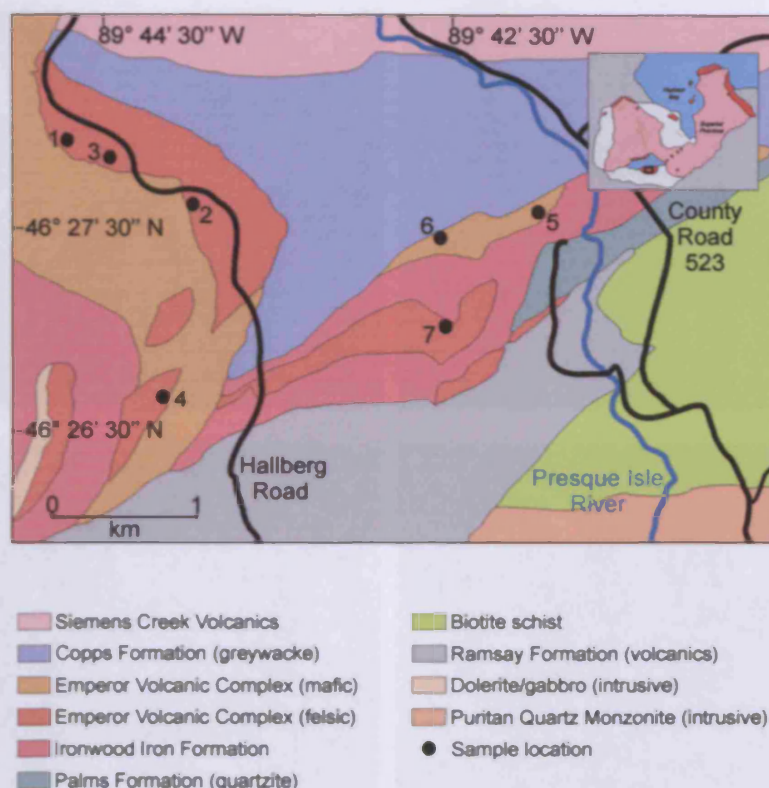 89° 44' 30" W
89° 42' 30" W
1
3
2
46° 27' 30" N
6
5
County
Road
523
7
4
46° 26' 30" N
Hallberg
Road
Presque Isle
River
0
1
km
Siemens Creek Volcanics
Copps Formation (greywacke)
Emperor Volcanic Complex (mafic)
Emperor Volcanic Complex (felsic)
Ironwood Iron Formation
Palms Formation (quartzite)
Biotite schist
Ramsay Formation (volcanics)
Dolerite/gabbro (intrusive)
Puritan Quartz Monzonite (Intrusive)
Sample location